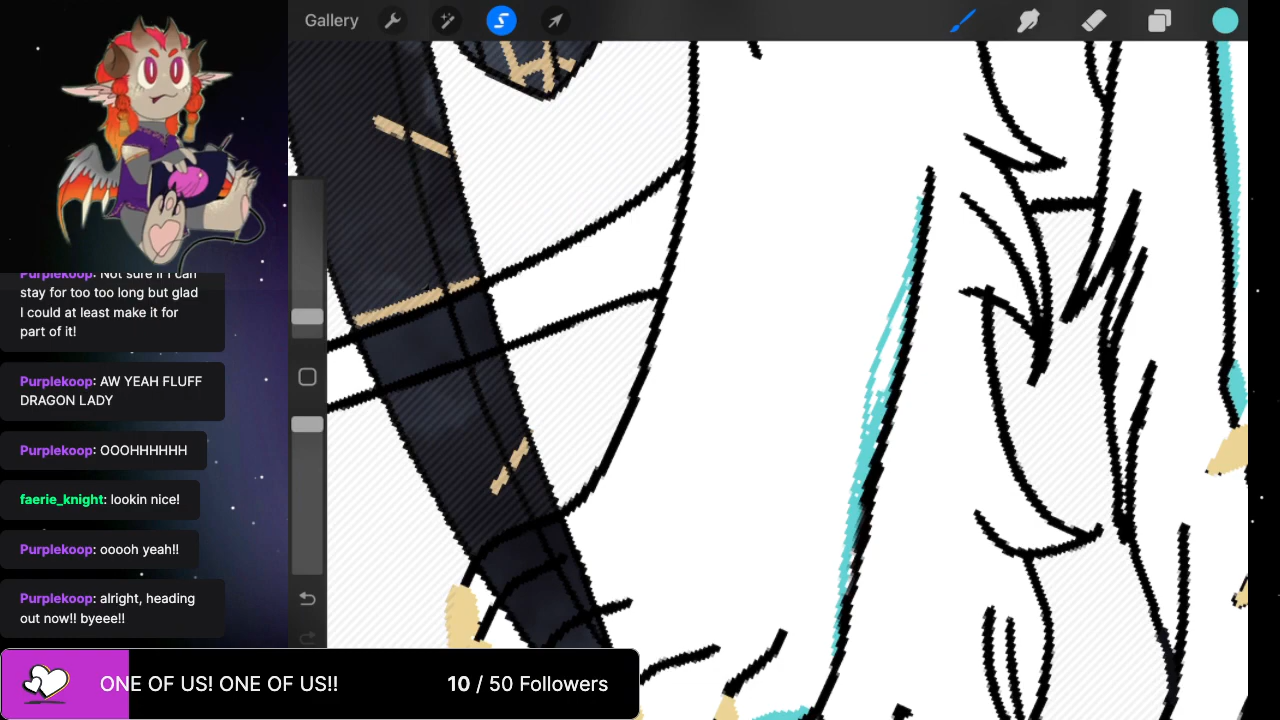 Gallery
Purplekoop: Not sure if I can
stay for too too long but glad
I could at least make it for
part of it!
Purplekoop: AW YEAH FLUFF
DRAGON LADY
Purplekoop: OOOHHHHHH
faerie_knight: lookin nice!
Purplekoop: ooooh yeah!!
Purplekoop: alright, heading
out now!! byeee!!
ONE OF US! ONE OF US!! 10 / 50 Followers